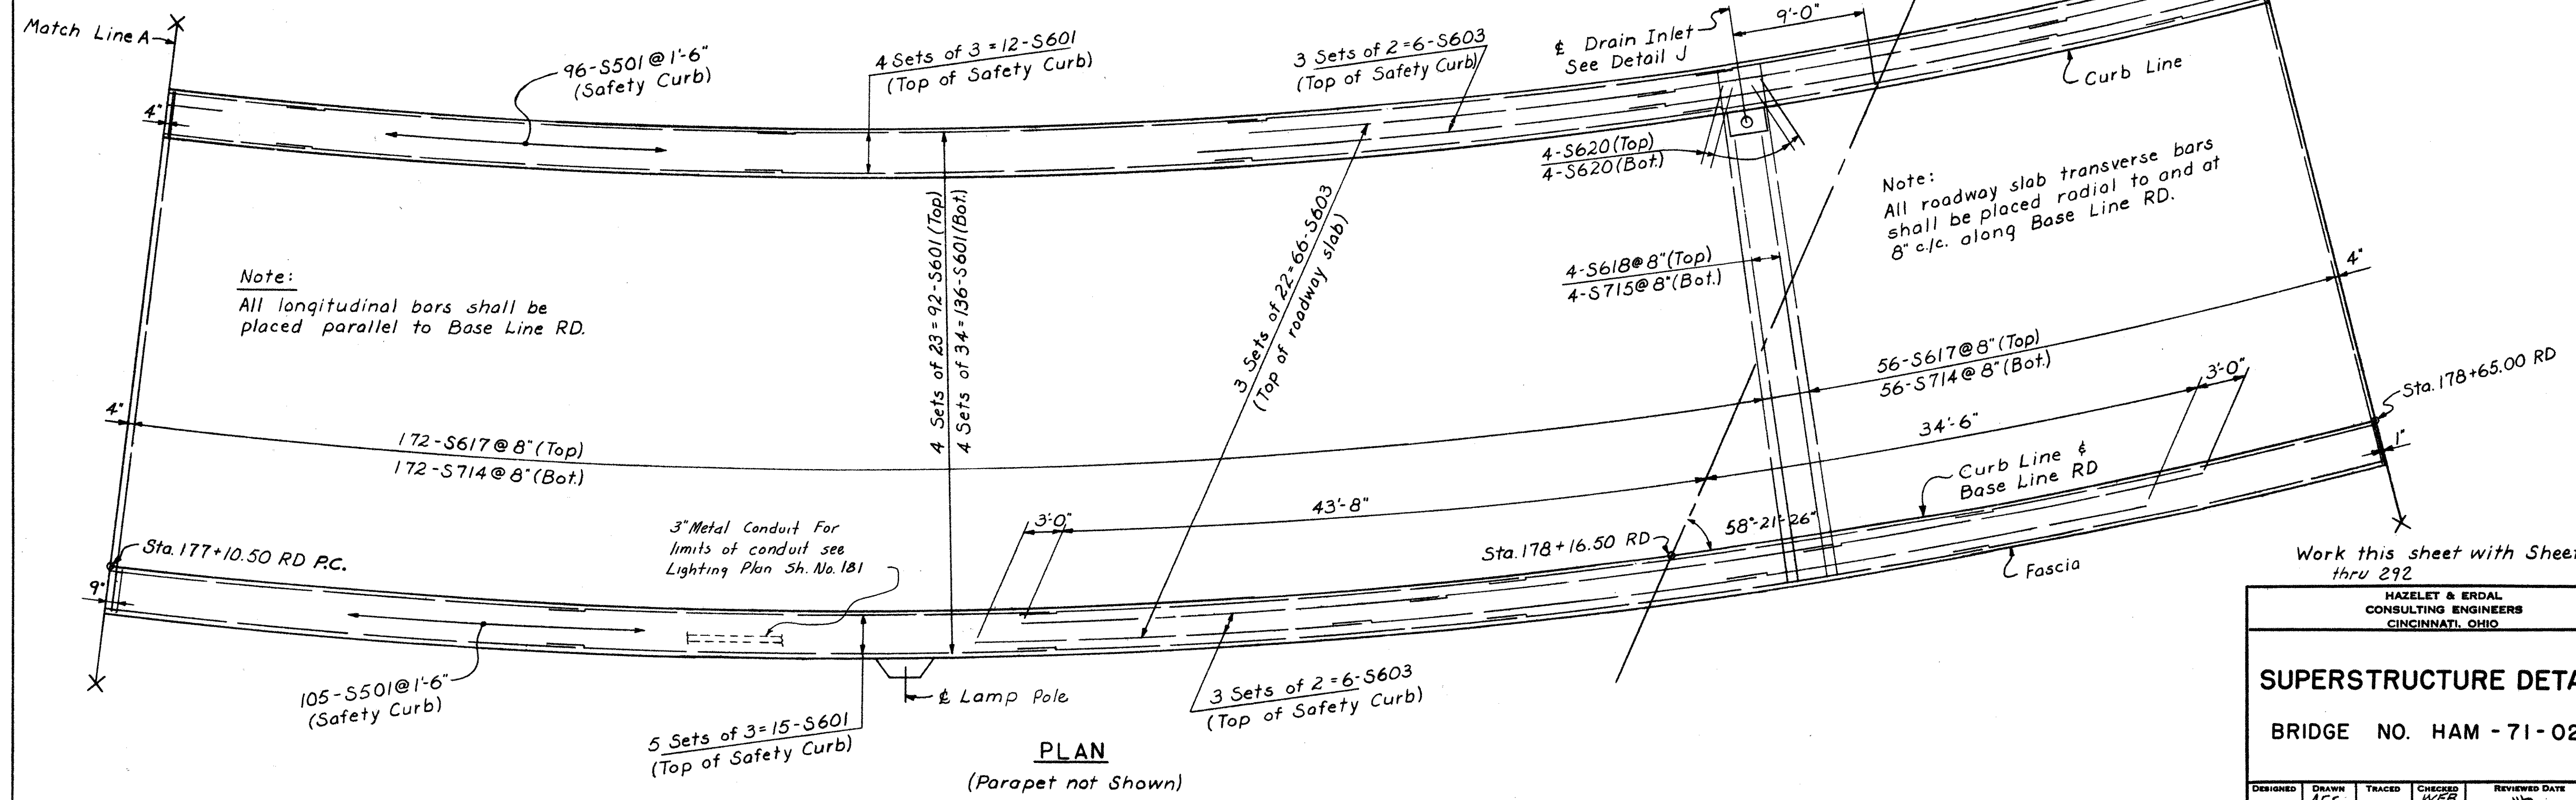 Match Line A
96-S501@1'-6"
(Safety Curb)
4 Sets of 3 = 12-S601
(Top of Safety Curb)
3 Sets of 2 = 6-S603
(Top of Safety Curb)
℄ Drain Inlet
See Detail J
9'-0"
Curb Line
4"
4-S620 (Top)
4-S620 (Bot.)
Note:
All roadway slab transverse bars
shall be placed radial to and at
8" c./c. along Base Line RD.
4 Sets of 23 = 92-S601 (Top)
4 Sets of 34 = 136-S601 (Bot.)
3 Sets of 22 = 66-S603
(Top of roadway slab)
4-S618@8" (Top)
4-S715@8" (Bot.)
4"
Note:
All longitudinal bars shall be
placed parallel to Base Line RD.
56-S617@8" (Top)
56-S714@8" (Bot.)
3'-0"
Sta. 178+65.00 RD
4"
172-S617@8" (Top)
172-S714@8" (Bot.)
34'-6"
1"
Curb Line &
Base Line RD
43'-8"
3'-0"
58°-21'-26"
3" Metal Conduit For
limits of conduit see
Lighting Plan Sh. No. 181
Sta. 177+10.50 RD P.C.
Sta. 178+16.50 RD
9"
Fascia
Work this sheet with
thru 292
105-S501@1'-6"
(Safety Curb)
℄ Lamp Pole
3 Sets of 2 = 6-S603
(Top of Safety Curb)
5 Sets of 3 = 15-S601
(Top of Safety Curb)
PLAN
(Parapet not Shown)
HAZELET & ERDAL
CONSULTING ENGINEERS
CINCINNATI, OHIO
SUPERSTRUCTURE
BRIDGE NO. HAM - 71 - 02
DESIGNED DRAWN TRACED CHECKED REVIEWED DATE